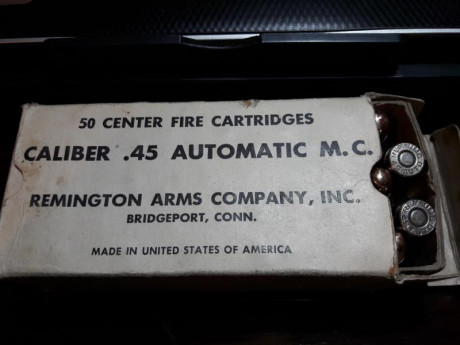 50 CENTER FIRE CARTRIDGES
CALIBER .45 AUTOMATIC M.C.
REMINGTON ARMS COMPANY, INC.
BRIDGEPORT, CONN.
MADE IN UNITED STATES OF AMERICA